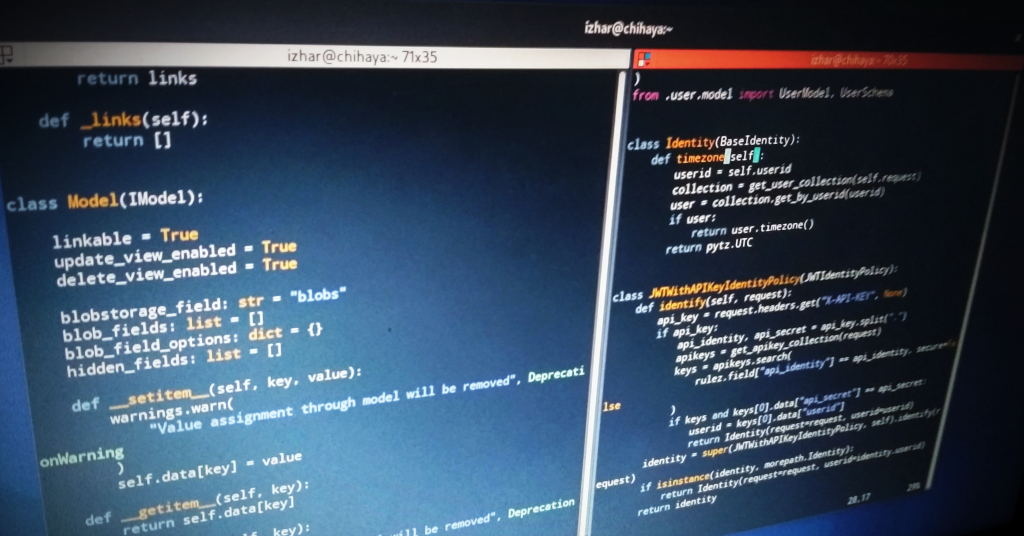 izhar@chihaya:~
izhar@chihaya:~ 71x35
return links
def _links(self):
return []
class Model(IModel):
linkable = True
update_view_enabled = True
delete_view_enabled = True
blobstorage_field: str = "blobs"
blob_fields: list = []
blob_field_options: dict = {}
hidden_fields: list = []
def __setitem__(self, key, value):
warnings.warn(
"Value assignment through model will be removed", Deprecati
onWarning
)
self.data[key] = value
def __getitem__(self, key):
return self.data[key]
key):
will be removed", Deprecation
izhar@chihaya:~ 70x35
)
from .user.model import UserModel, UserSchema
class Identity(BaseIdentity):
def timezone(self):
userid = self.userid
collection = get_user_collection(self.request)
user = collection.get_by_userid(userid)
if user:
return user.timezone()
return pytz.UTC
class JWTWithAPIKeyIdentityPolicy(JWTIdentityPolicy):
def identify(self, request):
api_key = request.headers.get("X-API-KEY", None)
if api_key:
api_identity, api_secret = api_key.split(".")
apikeys = get_apikey_collection(request)
keys = apikeys.search(
rulez.field["api_identity"] == api_identity, secure=
lse
)
if keys and keys[0].data["api_secret"] == api_secret:
userid = keys[0].data["userid"]
return Identity(request=request, userid=userid)
identity = super(JWTWithAPIKeyIdentityPolicy, self).identify(r
equest)
if isinstance(identity, morepath.Identity):
return Identity(request=request, userid=identity.userid)
return identity
28,17